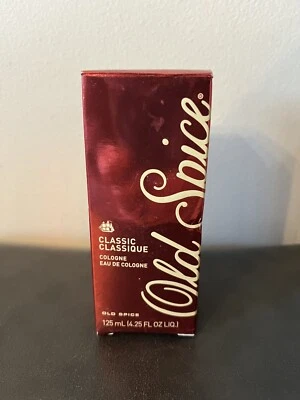 Old Spice®
CLASSIC
CLASSIQUE
COLOGNE
EAU DE COLOGNE
OLD SPICE
125 mL (4.25 FL OZ LIQ.)